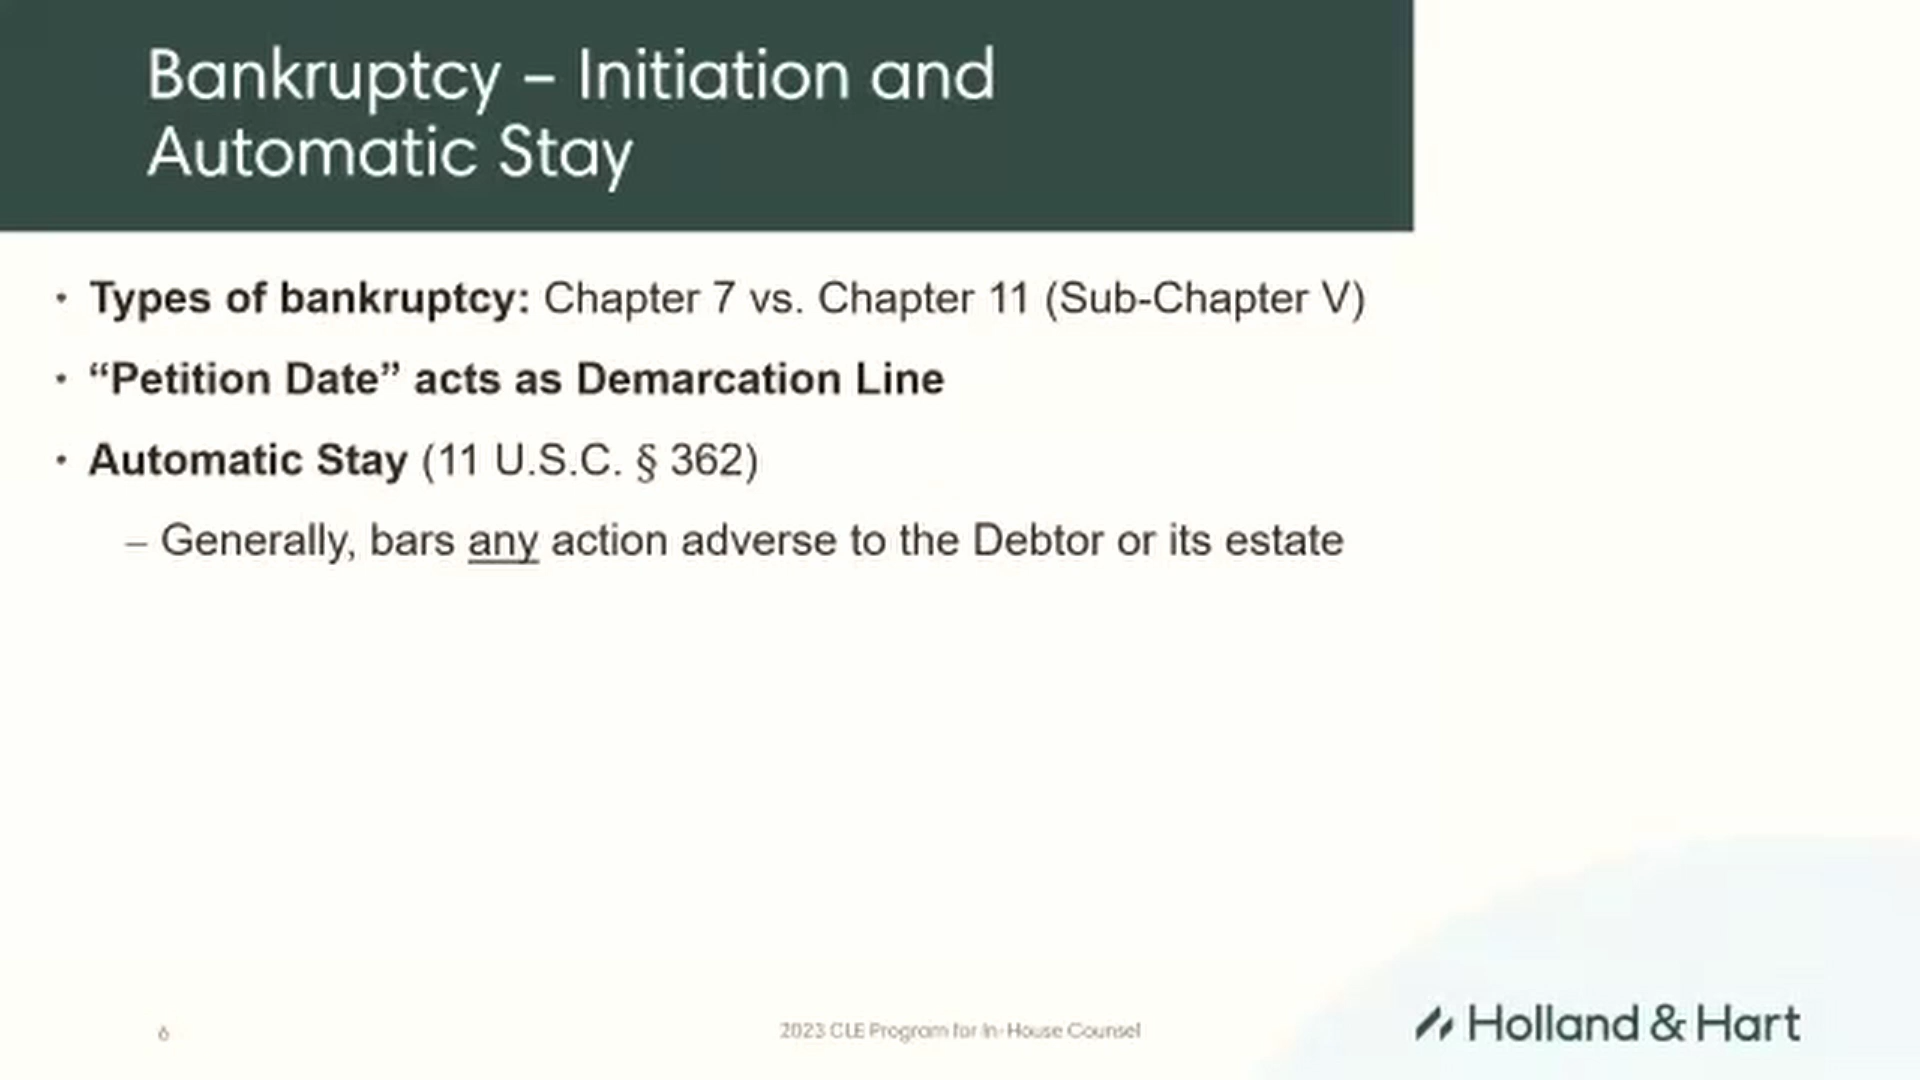 Bankruptcy – Initiation and
Automatic Stay
• Types of bankruptcy: Chapter 7 vs. Chapter 11 (Sub-Chapter V)
• “Petition Date” acts as Demarcation Line
• Automatic Stay (11 U.S.C. § 362)
– Generally, bars any action adverse to the Debtor or its estate
6
2023 CLE Program for In-House Counsel
Holland & Hart